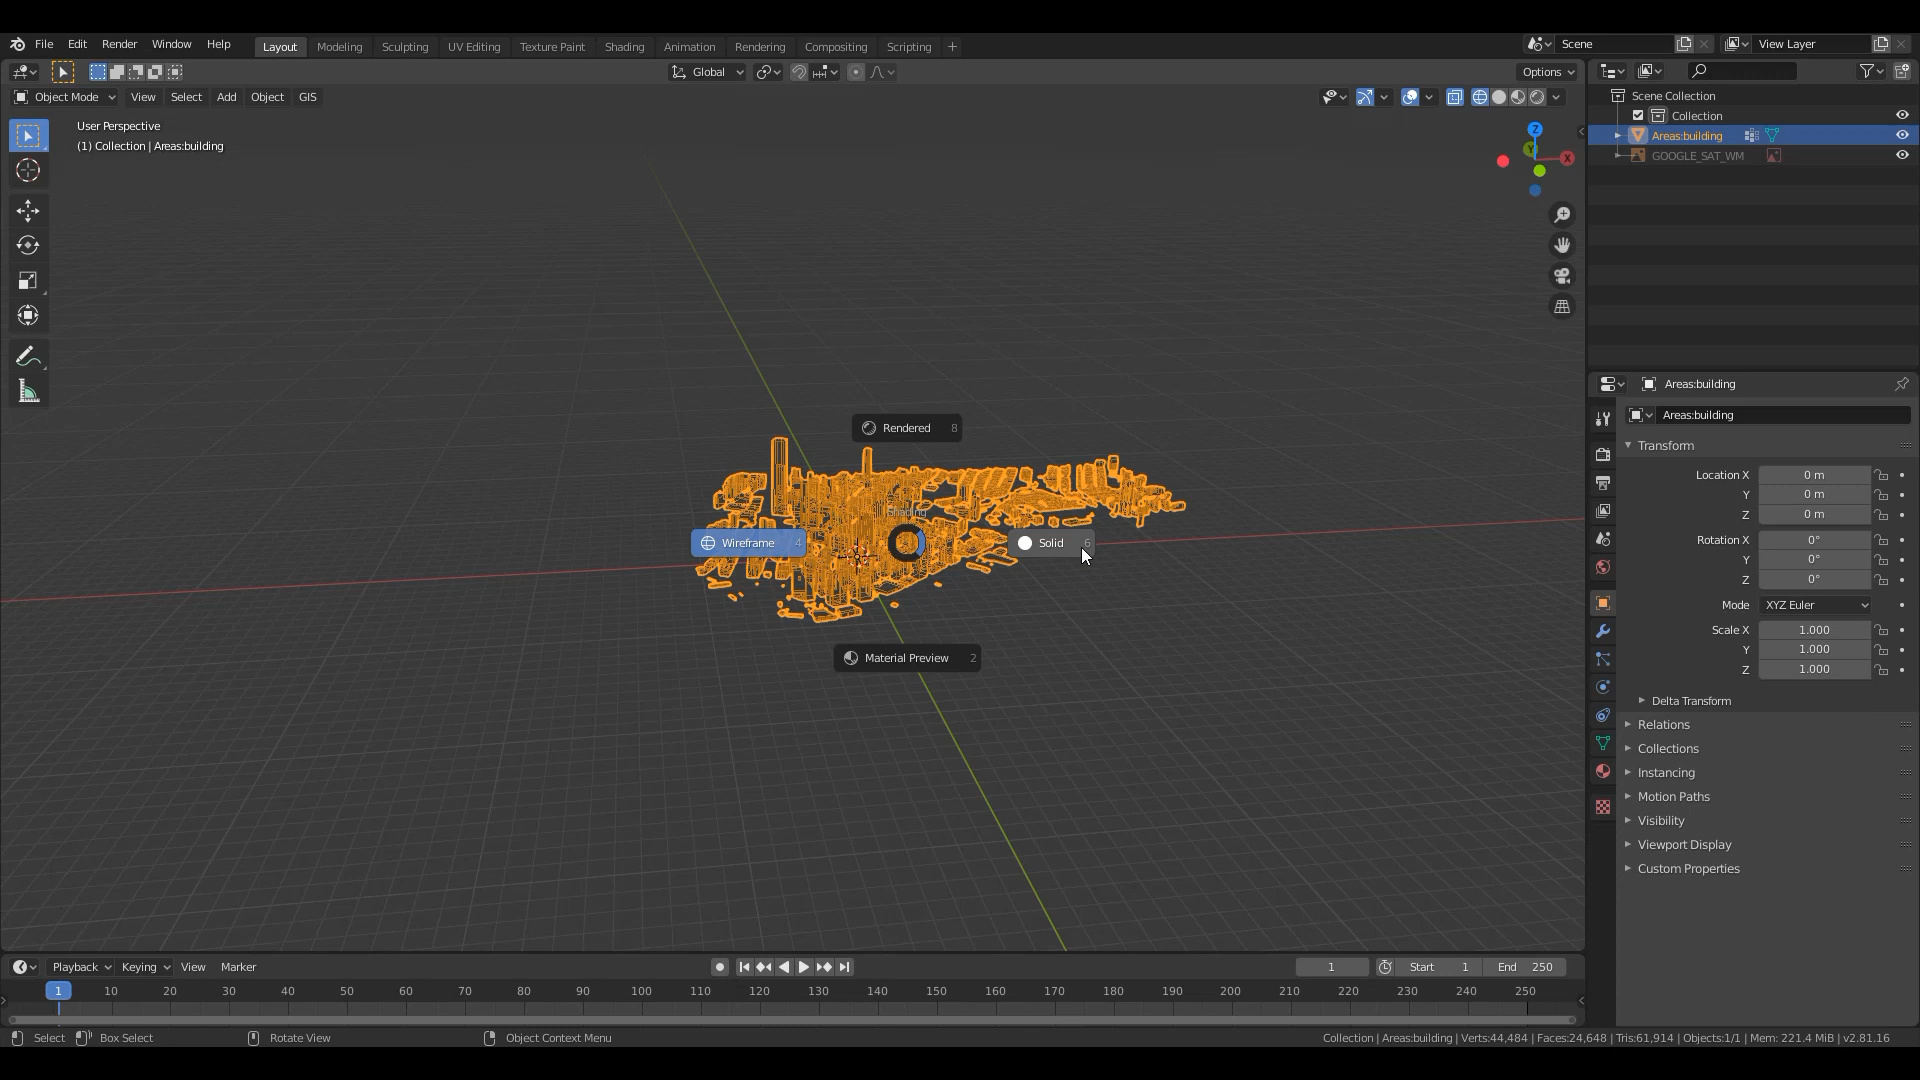 File Edit Render Window Help Layout Modeling Sculpting UV Editing Texture Paint Shading Animation Rendering Compositing Scripting + Scene View Layer
Global Options
Object Mode View Select Add Object GIS
User Perspective
(1) Collection | Areas:building
Z
Y
X
Scene Collection
Collection
Areas:building
GOOGLE_SAT_WM
Rendered 8
Shading
Wireframe 4
Solid 6
Material Preview 2
Areas:building
Areas:building
Transform
Location X 0 m
Y 0 m
Z 0 m
Rotation X 0°
Y 0°
Z 0°
Mode XYZ Euler
Scale X 1.000
Y 1.000
Z 1.000
Delta Transform
Relations
Collections
Instancing
Motion Paths
Visibility
Viewport Display
Custom Properties
Playback Keying View Marker 1 Start 1 End 250
1 10 20 30 40 50 60 70 80 90 100 110 120 130 140 150 160 170 180 190 200 210 220 230 240 250
Select Box Select Rotate View Object Context Menu Collection | Areas:building | Verts:44,484 | Faces:24,648 | Tris:61,914 | Objects:1/1 | Mem: 221.4 MiB | v2.81.16